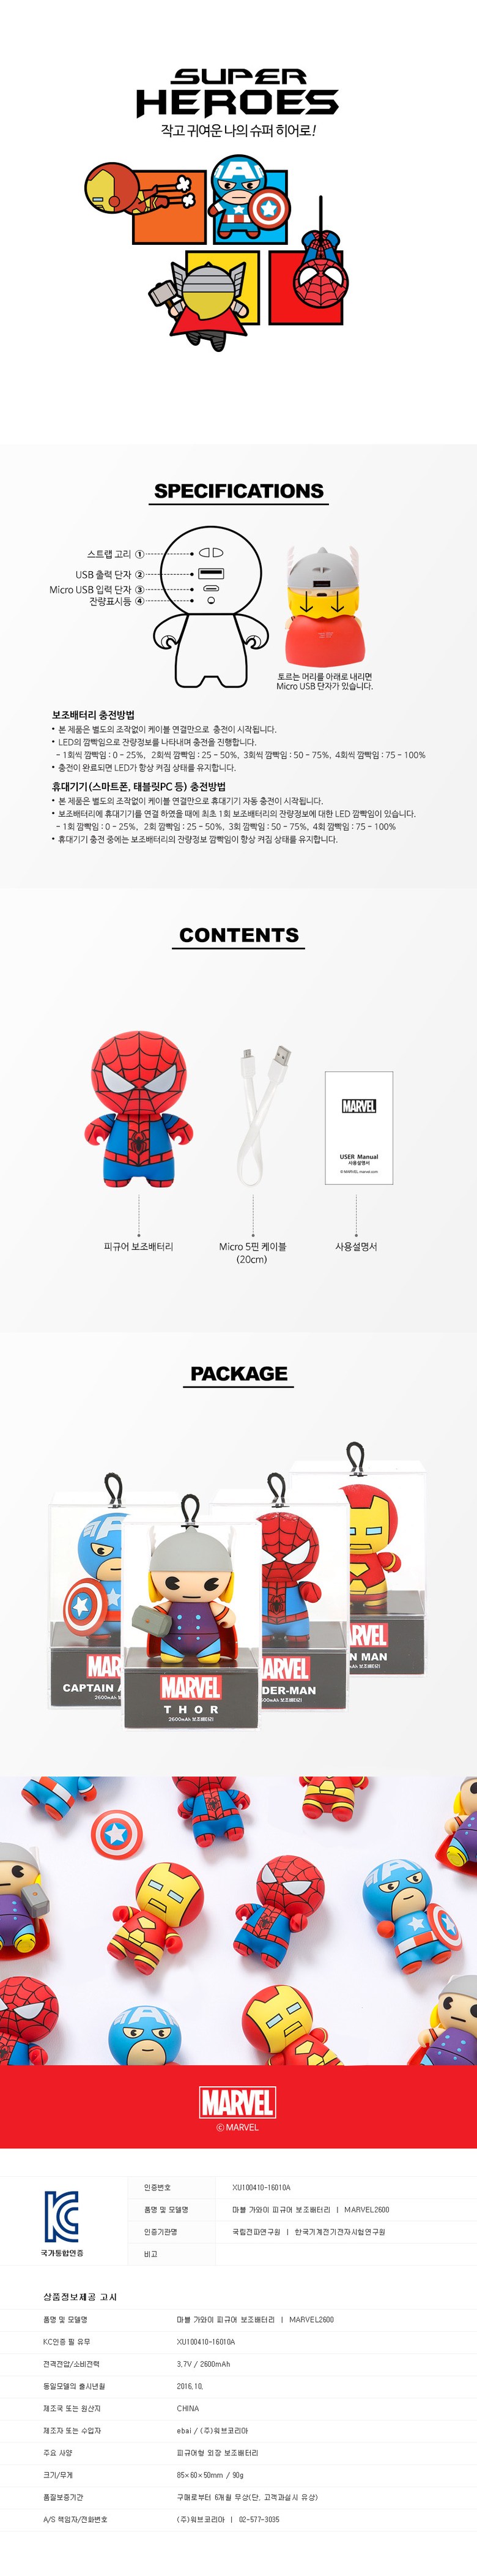 SUPER
HEROES
작고 귀여운 나의 슈퍼 히어로!
SPECIFICATIONS
스트랩 고리 ①
USB 출력 단자 ②
Micro USB 입력 단자 ③
잔량표시등 ④
토르는 머리를 아래로 내리면
Micro USB 단자가 있습니다.
보조배터리 충전방법
• 본 제품은 별도의 조작없이 케이블 연결만으로 충전이 시작됩니다.
• LED의 깜빡임으로 잔량정보를 나타내며 충전을 진행합니다.
- 1회씩 깜빡임 : 0 ~ 25%, 2회씩 깜빡임 : 25 ~ 50%, 3회씩 깜빡임 : 50 ~ 75%, 4회씩 깜빡임 : 75 ~ 100%
• 충전이 완료되면 LED가 항상 켜짐 상태를 유지합니다.
휴대기기(스마트폰, 태블릿PC 등) 충전방법
• 본 제품은 별도의 조작없이 케이블 연결만으로 휴대기기 자동 충전이 시작됩니다.
• 보조배터리에 휴대기기를 연결 하였을 때에 최초 1회 보조배터리의 잔량정보에 대한 LED 깜빡임이 있습니다.
- 1회 깜빡임 : 0 ~ 25%, 2회 깜빡임 : 25 ~ 50%, 3회 깜빡임 : 50 ~ 75%, 4회 깜빡임 : 75 ~ 100%
• 휴대기기 충전 중에는 보조배터리의 잔량정보 깜빡임이 항상 켜짐 상태를 유지합니다.
CONTENTS
MARVEL
USER Manual
사용설명서
© MARVEL marvel.com
피규어 보조배터리
Micro 5핀 케이블
(20cm)
사용설명서
PACKAGE
MAR
CAPTAIN A
2600mAh 보조배터리
MARVEL
THOR
2600mAh 보조배터리
ARVEL
DER-MAN
600mAh 보조배터리
RVEL
N MAN
mAh 보조배터리
MARVEL
© MARVEL
국가통합인증
인증번호 XU100410-16010A
품명 및 모델명 마블 가와이 피규어 보조배터리 | MARVEL2600
인증기관명 국립전파연구원 | 한국기계전기전자시험연구원
비고
상품정보제공 고시
품명 및 모델명 마블 가와이 피규어 보조배터리 | MARVEL2600
KC인증 필 유무 XU100410-16010A
전격전압/소비전력 3.7V / 2600mAh
동일모델의 출시년월 2016.10.
제조국 또는 원산지 CHINA
제조자 또는 수입자 ebai / (주)워브코리아
주요 사양 피규어형 외장 보조배터리
크기/무게 85×60×50mm / 90g
품질보증기간 구매로부터 6개월 무상(단, 고객과실시 유상)
A/S 책임자/전화번호 (주)워브코리아 | 02-577-3035